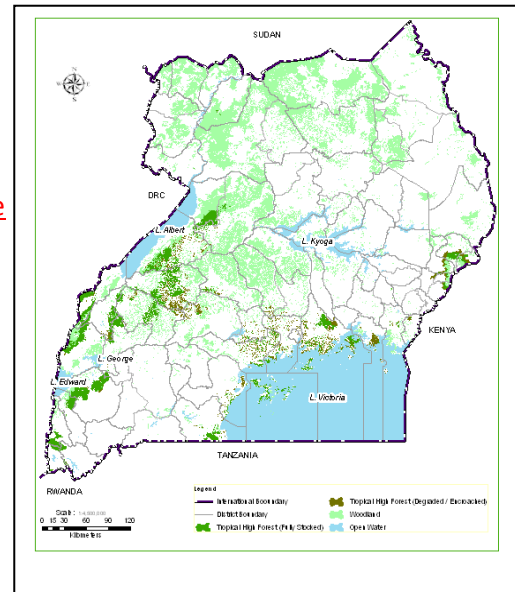 SUDAN
DRC
L. Albert
L. Kyoga
KENYA
L. George
L. Edward
L. Victoria
TANZANIA
RWANDA
Legend
International Boundary
District Boundary
Tropical High Forest (Fully Stocked)
Tropical High Forest (Degraded / Encroached)
Woodland
Open Water
Scale :
0 15 30 60 90 120
Kilometers